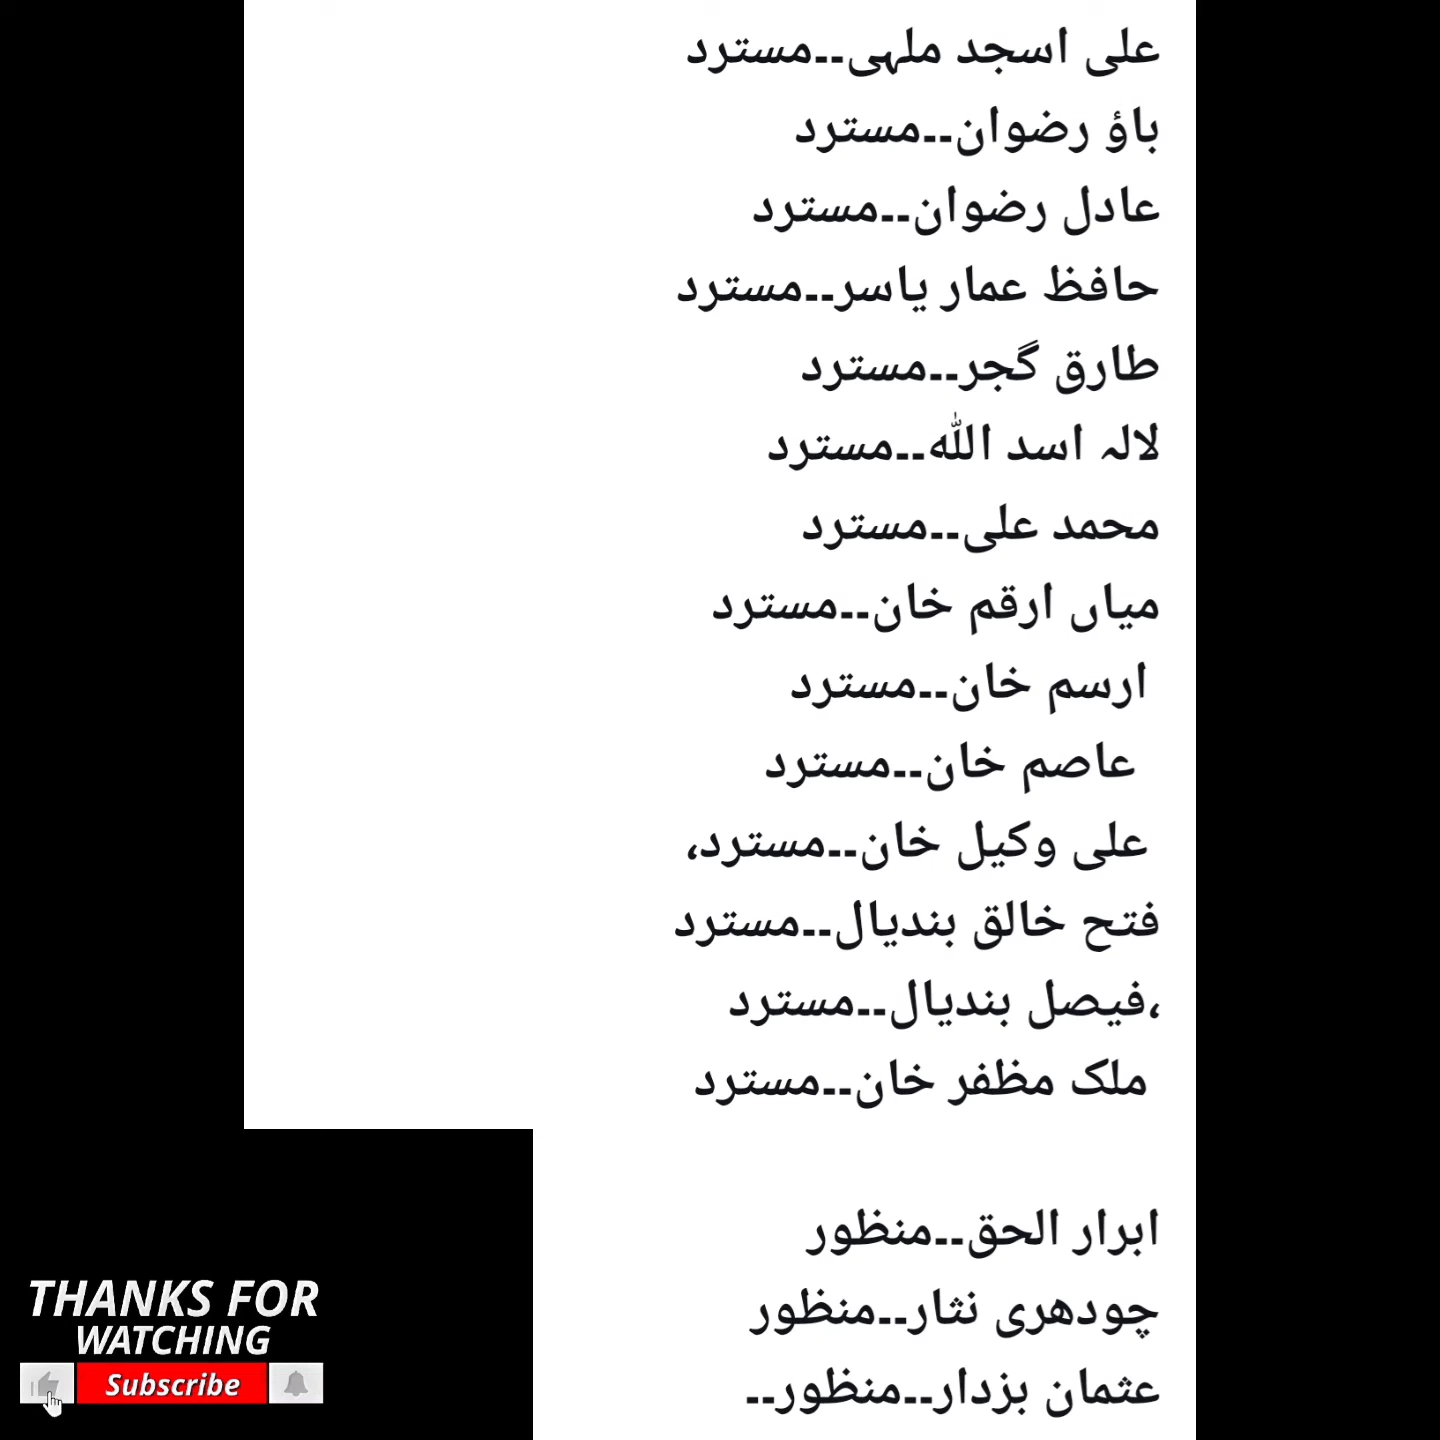 علی اسجد ملہی۔۔مسترد
باؤ رضوان۔۔مسترد
عادل رضوان۔۔مسترد
حافظ عمار یاسر۔۔مسترد
طارق گجر۔۔مسترد
لالہ اسد اللہ۔۔مسترد
محمد علی۔۔مسترد
میاں ارقم خان۔۔مسترد
ارسم خان۔۔مسترد
عاصم خان۔۔مسترد
علی وکیل خان۔۔مسترد،
فتح خالق بندیال۔۔مسترد
،فیصل بندیال۔۔مسترد
ملک مظفر خان۔۔مسترد
ابرار الحق۔۔منظور
چودھری نثار۔۔منظور
عثمان بزدار۔۔منظور۔۔
THANKS FOR
WATCHING
Subscribe